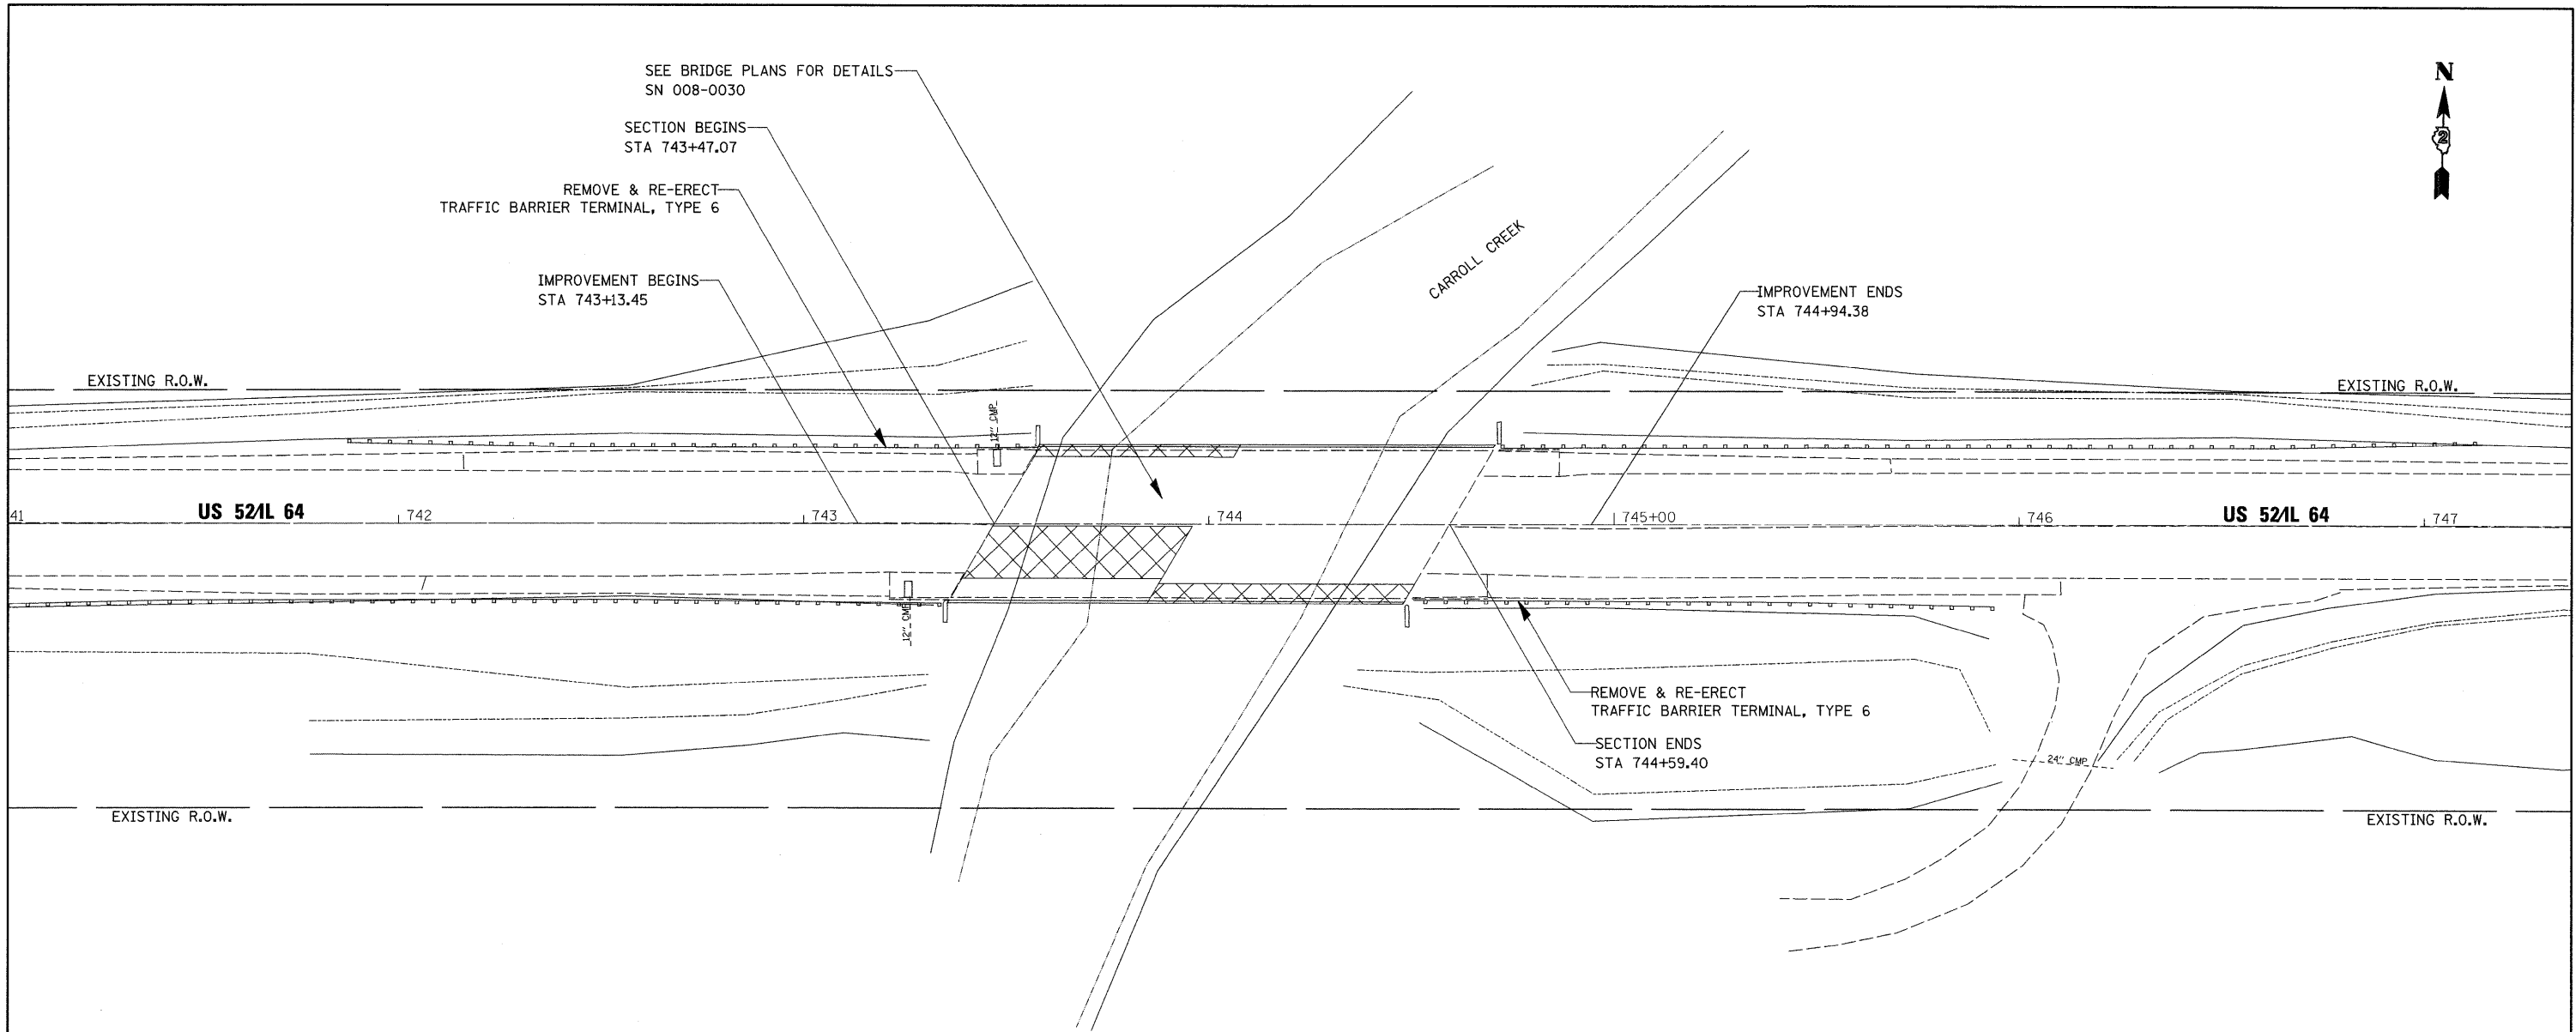 N
2
SEE BRIDGE PLANS FOR DETAILS
SN 008-0030
SECTION BEGINS
STA 743+47.07
REMOVE & RE-ERECT
TRAFFIC BARRIER TERMINAL, TYPE 6
IMPROVEMENT BEGINS
STA 743+13.45
CARROLL CREEK
IMPROVEMENT ENDS
STA 744+94.38
EXISTING R.O.W.
EXISTING R.O.W.
12" CMP
41
US 52/IL 64
742
743
744
745+00
746
US 52/IL 64
747
12" CMP
REMOVE & RE-ERECT
TRAFFIC BARRIER TERMINAL, TYPE 6
SECTION ENDS
STA 744+59.40
24" CMP
EXISTING R.O.W.
EXISTING R.O.W.